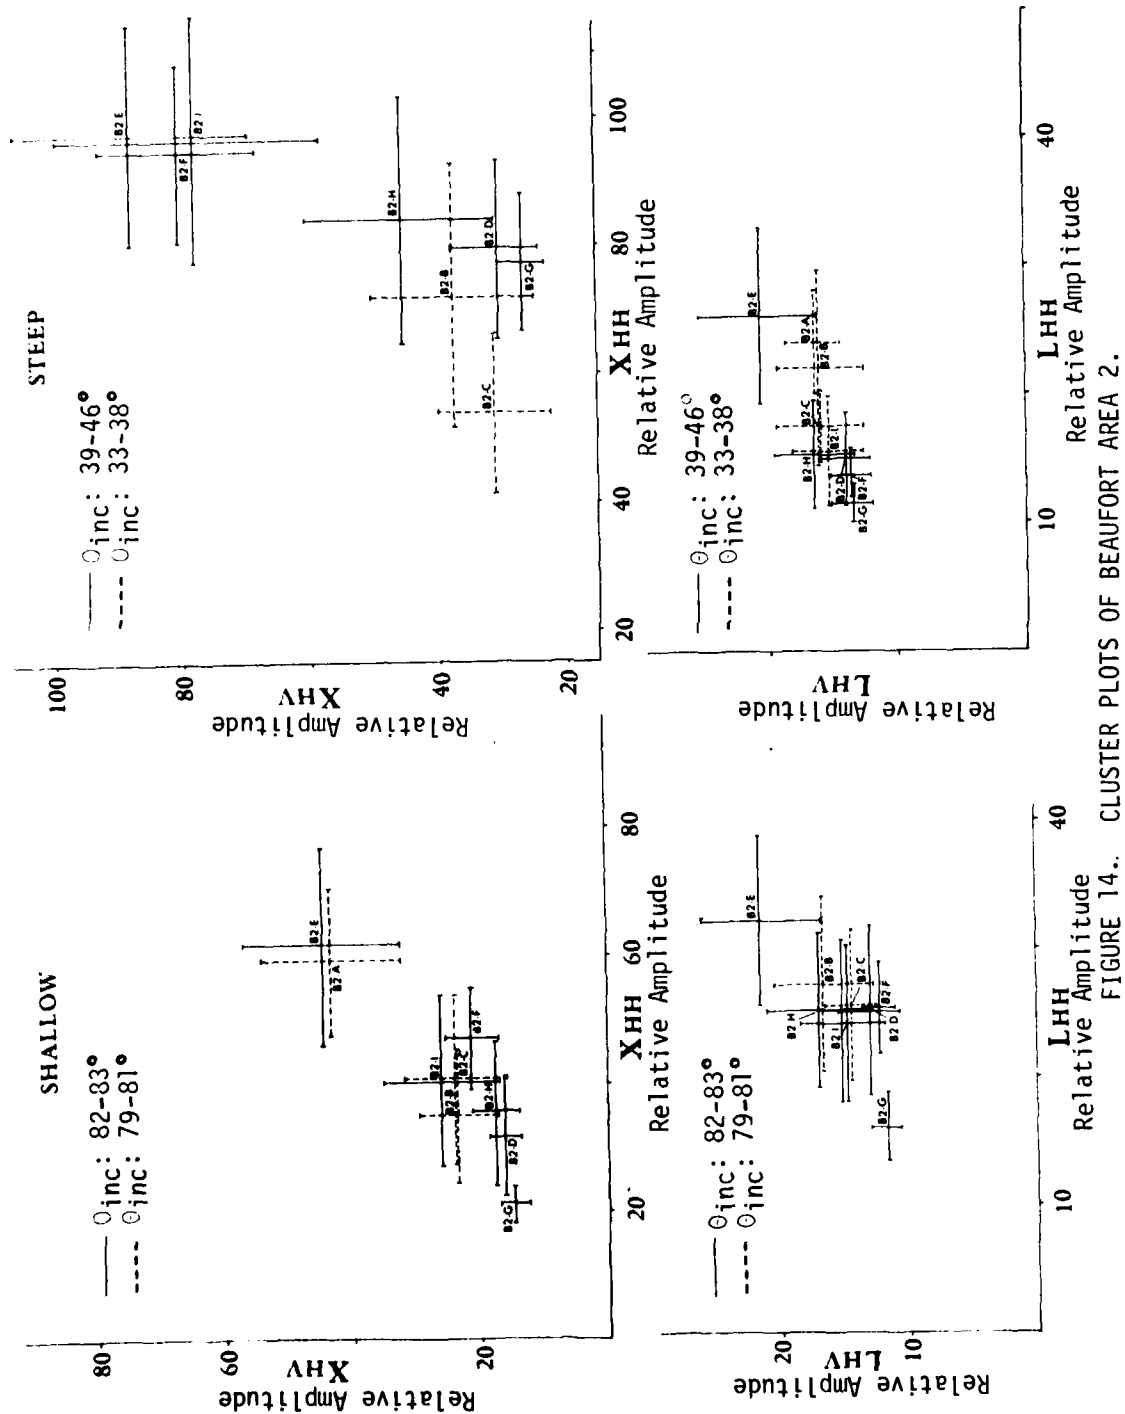 SHALLOW
Θinc: 82-83°
Θinc: 79-81°
80
60
20
XHV
Relative Amplitude
B2-E
B2-A
B2-I
B2-F
B2-B
B2-C
B2-H
B2-D
B2-G
20
60
80
XHH
Relative Amplitude
STEEP
Θinc: 39-46°
Θinc: 33-38°
100
80
40
20
XHV
Relative Amplitude
B2 E
B2-F
B2 I
B2-H
B2-B
B2-D
B2-G
B2-C
20
40
80
100
XHH
Relative Amplitude
Θinc: 82-83°
Θinc: 79-81°
20
10
LHV
Relative Amplitude
B2-E
B2-B
B2 H
B2-C
B2-F
B2 I
B2 D
B2-G
10
40
LHH
Relative Amplitude
Θinc: 39-46°
Θinc: 33-38°
LHV
Relative Amplitude
B2-E
B2-A
B2-B
B2-C
B2-H
B2-I
B2-D
B2-F
B2-G
10
40
LHH
Relative Amplitude
FIGURE 14.. CLUSTER PLOTS OF BEAUFORT AREA 2.